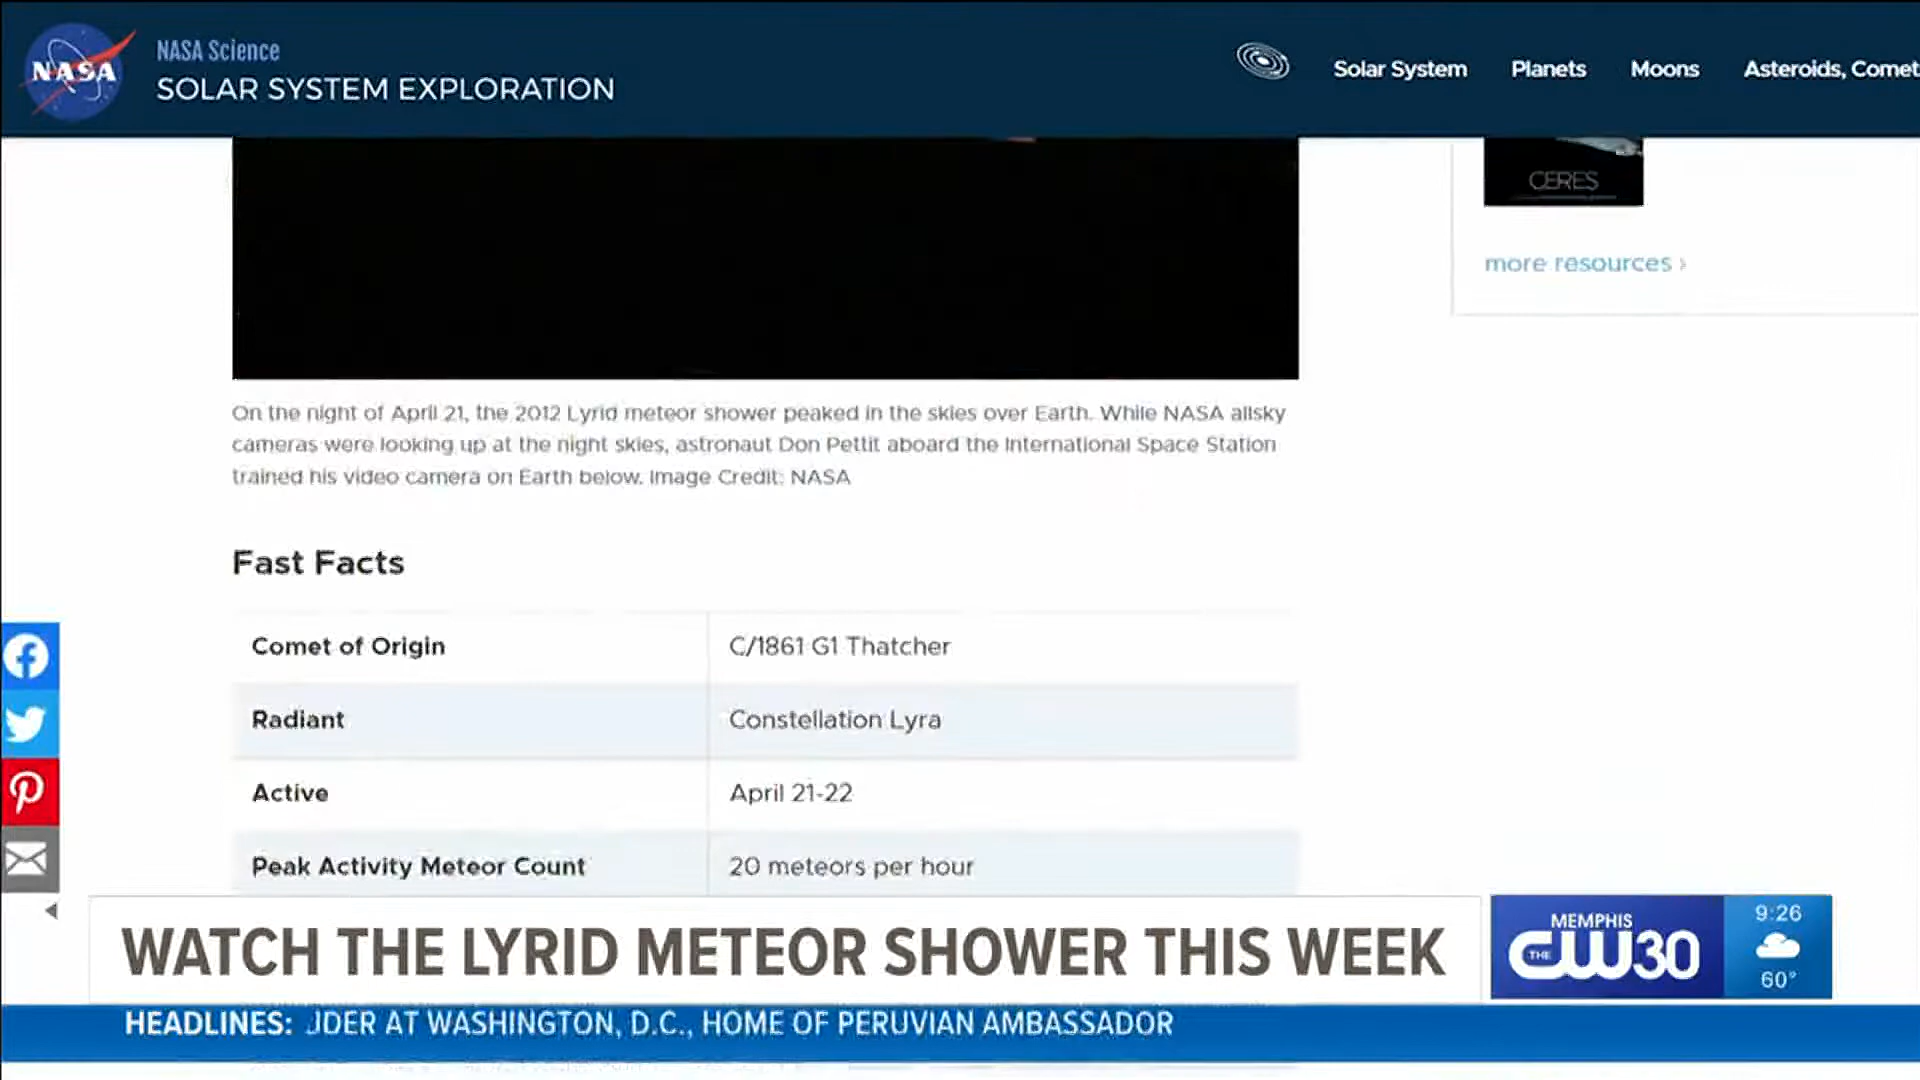 NASA
NASA Science
SOLAR SYSTEM EXPLORATION
Solar System
Planets
Moons
Asteroids, Comet
CERES
more resources ›
On the night of April 21, the 2012 Lyrid meteor shower peaked in the skies over Earth. While NASA allsky
cameras were looking up at the night skies, astronaut Don Pettit aboard the International Space Station
trained his video camera on Earth below. Image Credit: NASA
Fast Facts
Comet of Origin
C/1861 G1 Thatcher
Radiant
Constellation Lyra
Active
April 21-22
Peak Activity Meteor Count
20 meteors per hour
WATCH THE LYRID METEOR SHOWER THIS WEEK
MEMPHIS
THE CW30
9:26
60°
HEADLINES: UDER AT WASHINGTON, D.C., HOME OF PERUVIAN AMBASSADOR